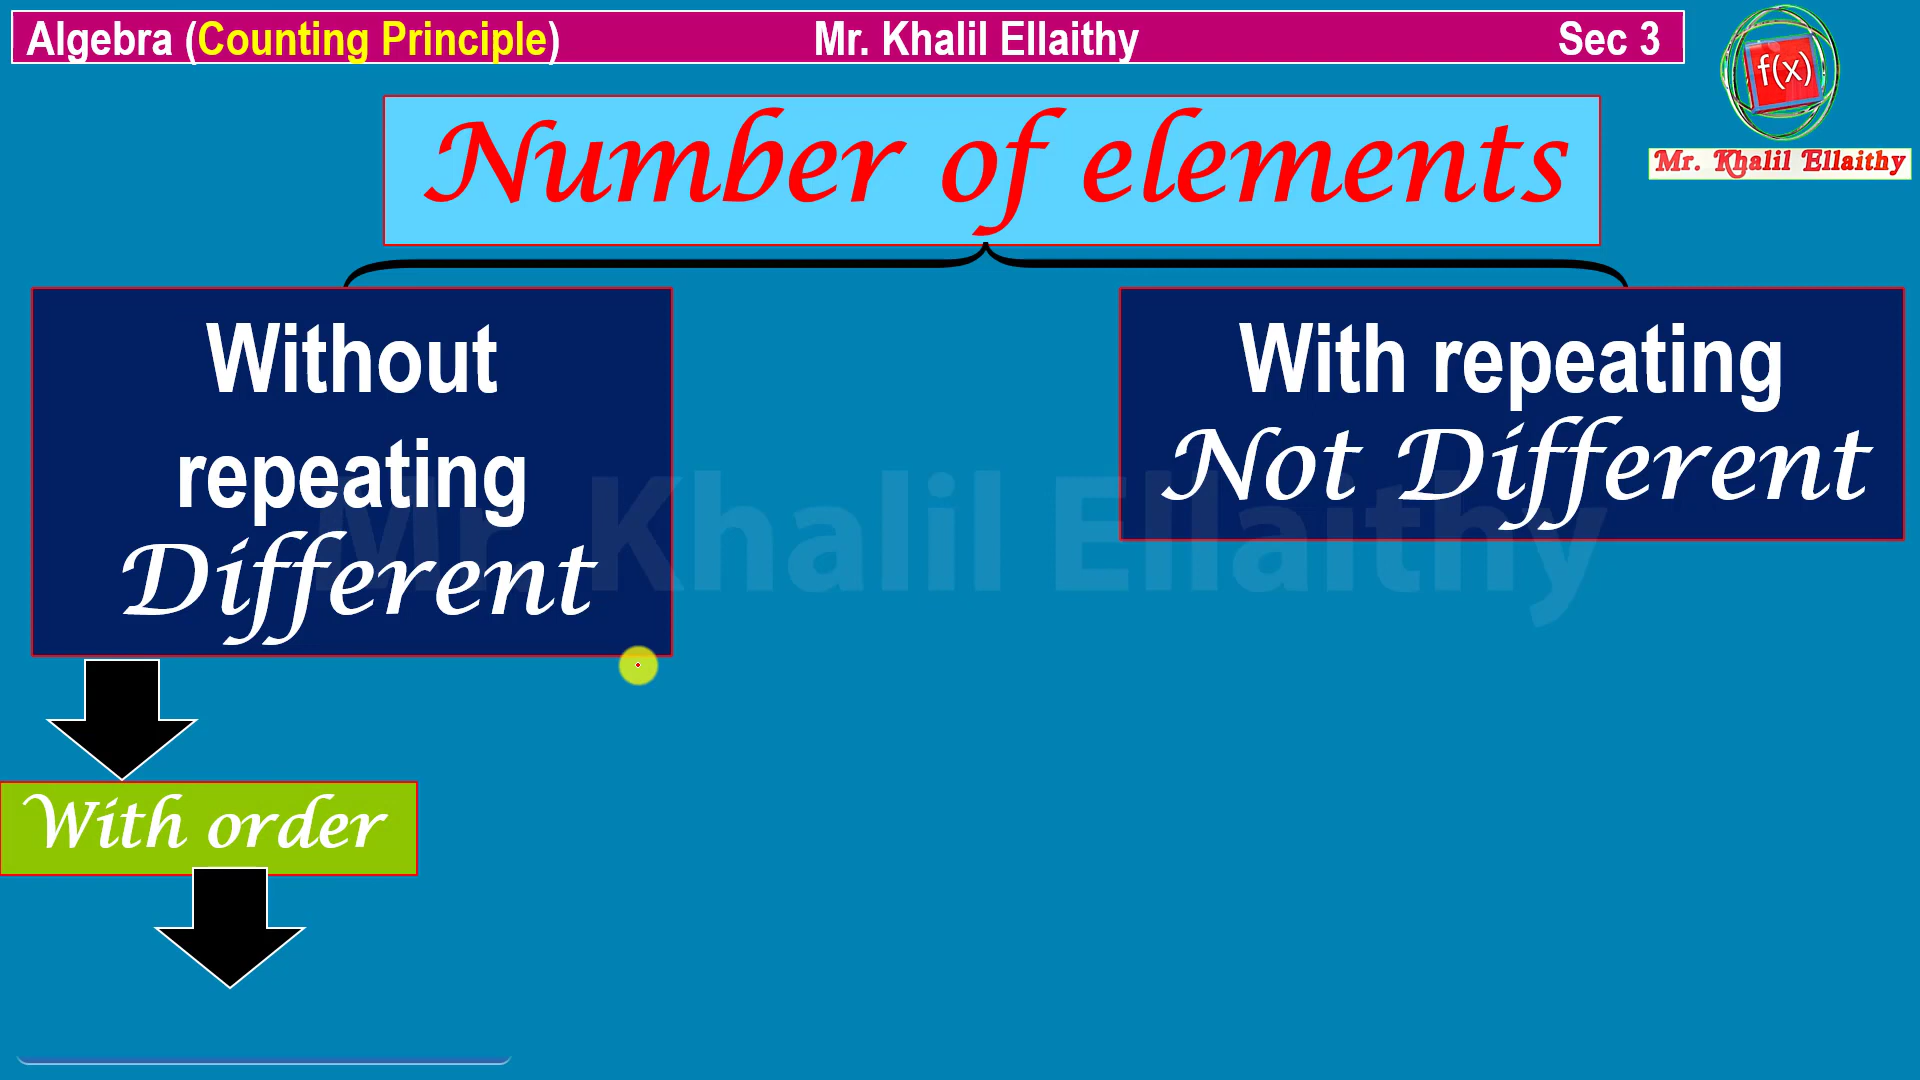 Algebra (Counting Principle) Mr. Khalil Ellaithy Sec 3
f(x)
Mr. Khalil Ellaithy
Number of elements
Without
repeating
Different
With repeating
Not Different
Mr. Khalil Ellaithy
With order